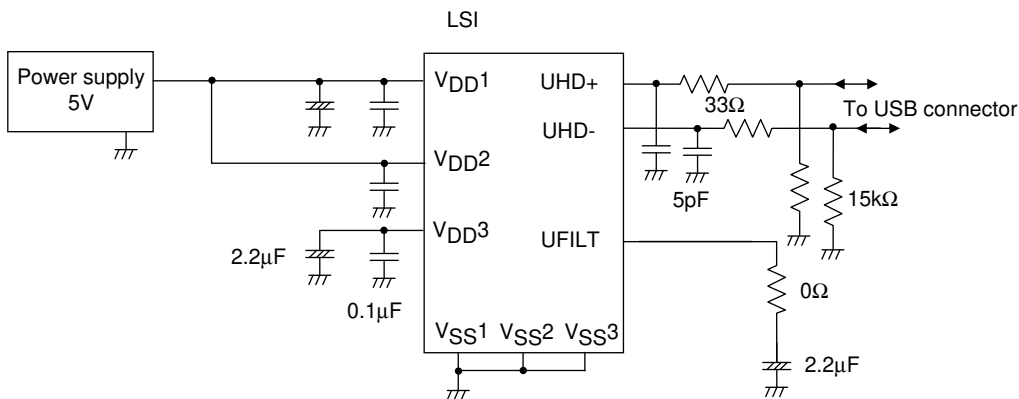 LSI
Power supply
5V
VDD1
UHD+
33Ω
To USB connector
UHD-
VDD2
5pF
15kΩ
VDD3
UFILT
2.2μF
0.1μF
0Ω
VSS1 VSS2 VSS3
2.2μF